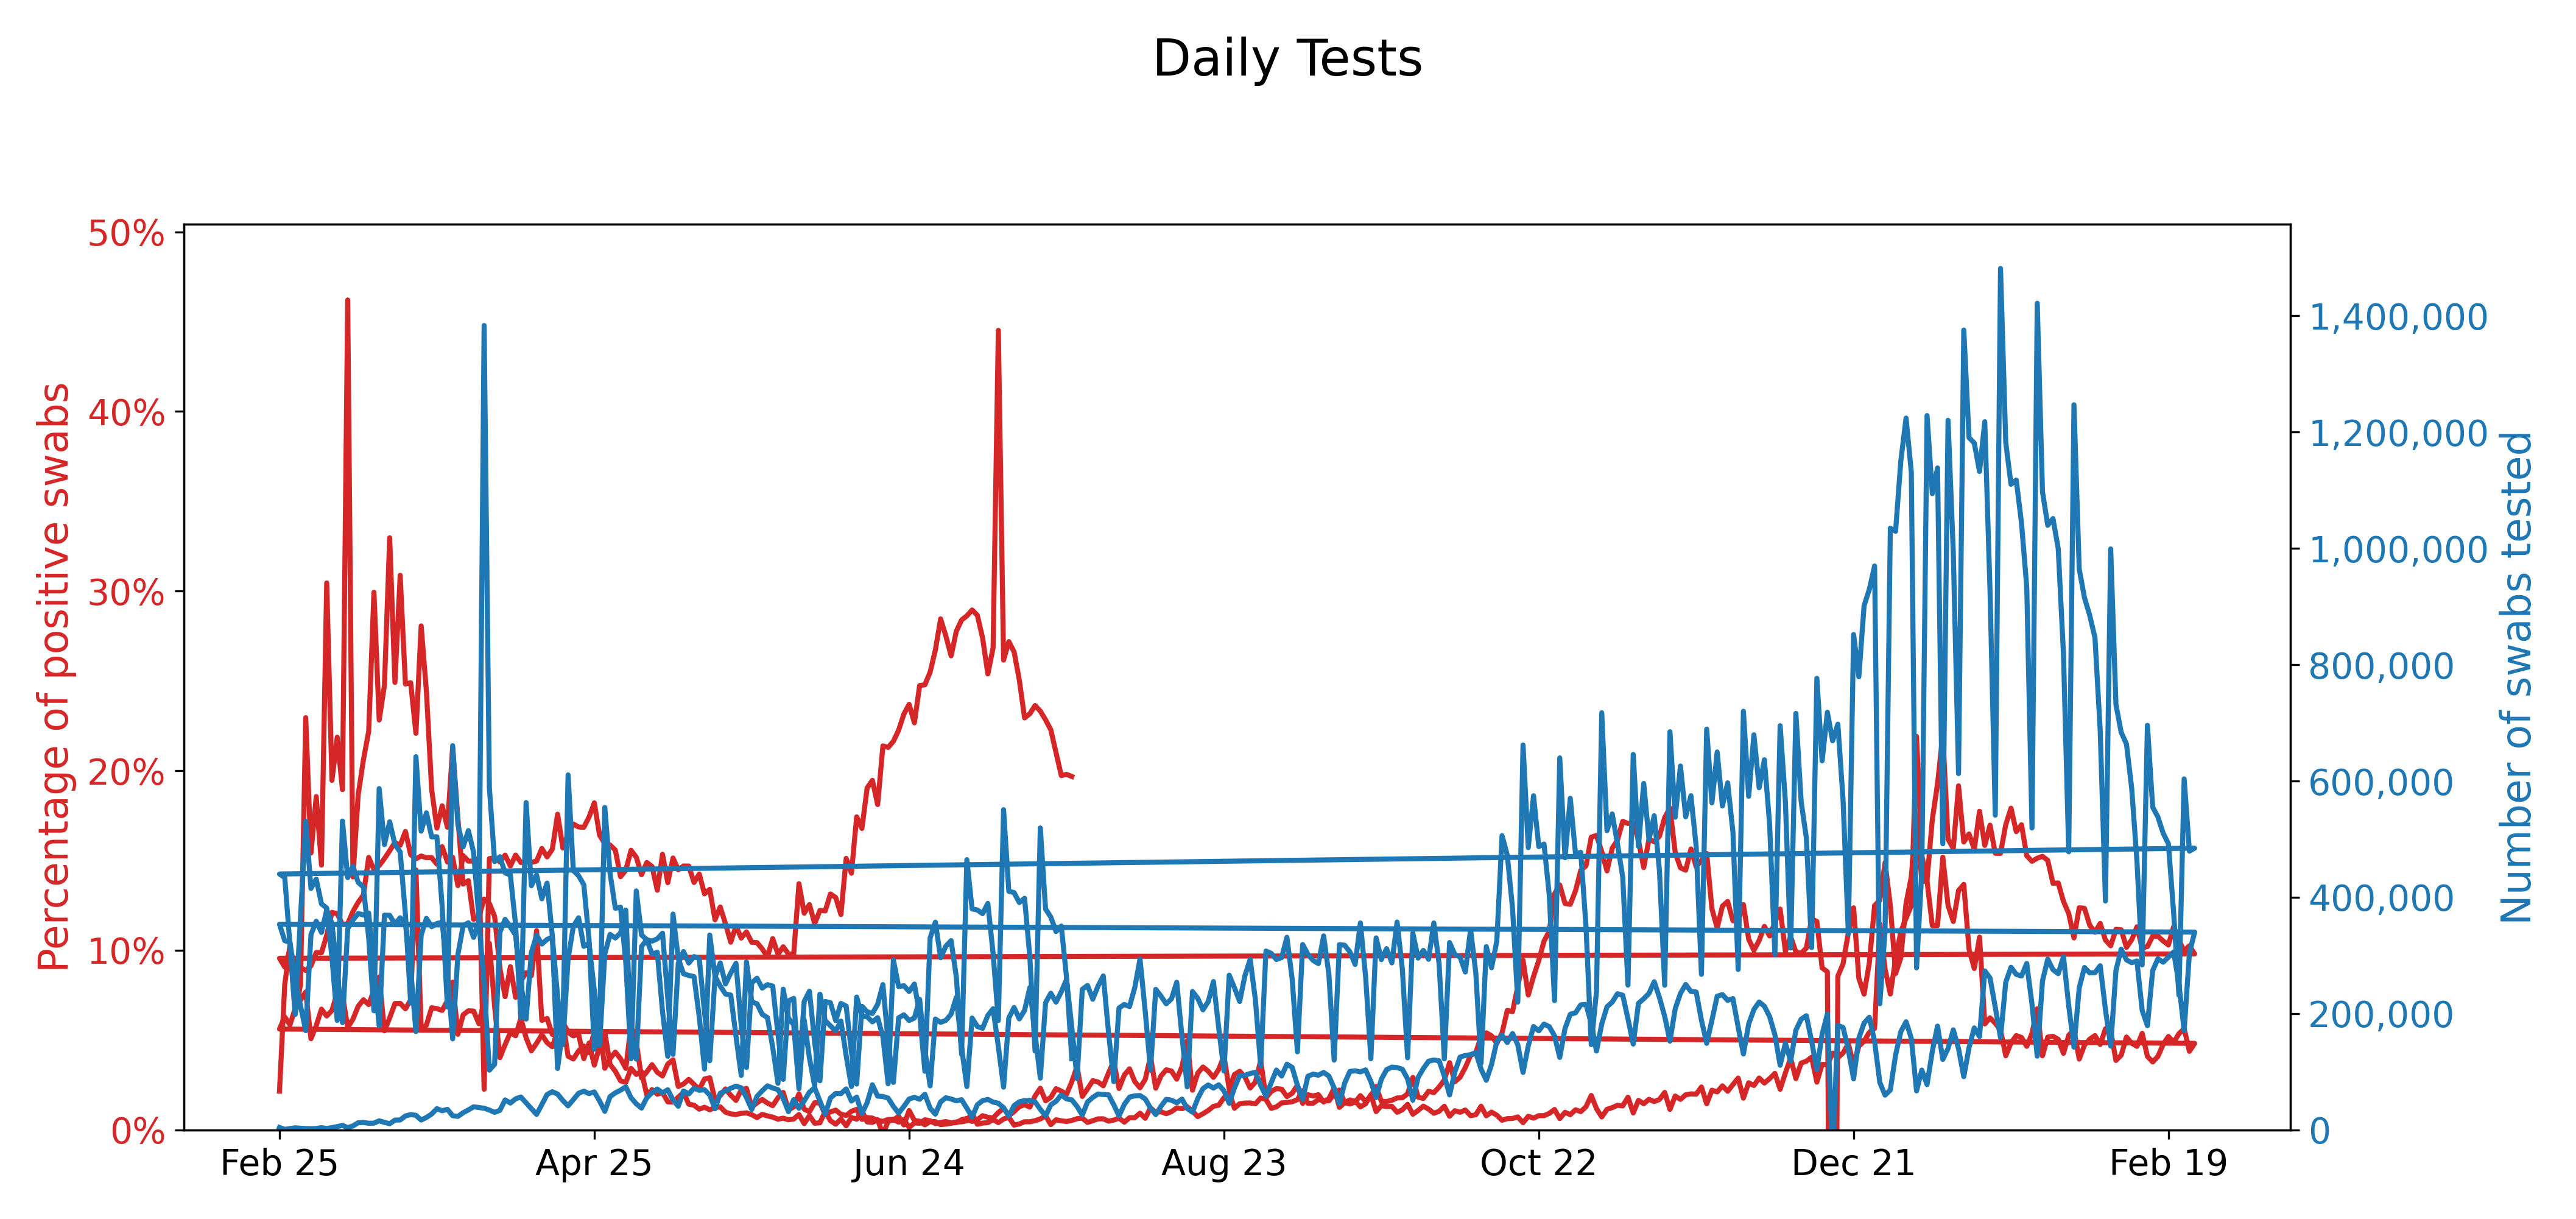 Daily Tests
Percentage of positive swabs
50%
40%
30%
20%
10%
0%
1,400,000
1,200,000
1,000,000
800,000
600,000
400,000
200,000
0
Number of swabs tested
Feb 25
Apr 25
Jun 24
Aug 23
Oct 22
Dec 21
Feb 19